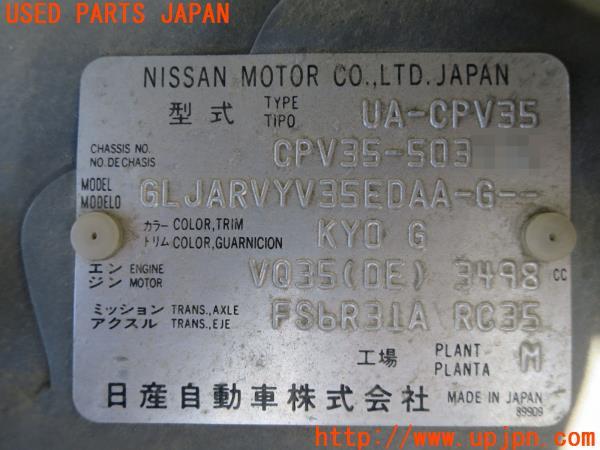 USED PARTS JAPAN
NISSAN MOTOR CO.,LTD.JAPAN
型式 TYPE TIPO UA-CPV35
CHASSIS NO. NO.DE CHASIS CPV35-503
MODEL MODELO GLJARVYV35EDAA-G--
カラー トリム COLOR,TRIM COLOR,GUARNICION KY0 G
エンジン ENGINE MOTOR VQ35(DE) 3498 CC
ミッション アクスル TRANS.,AXLE TRANS.,EJE FS6R31A RC35
工場 PLANT PLANTA M
日産自動車株式会社 MADE IN JAPAN
89909
http://www.upjpn.com